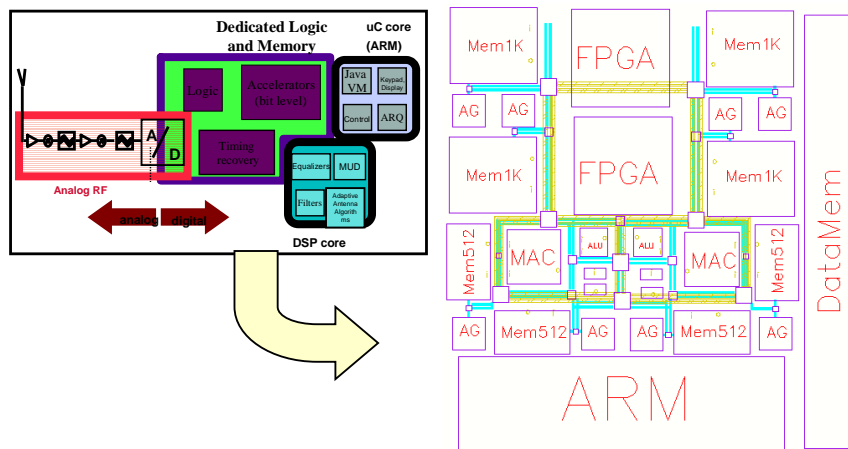 Dedicated Logic
and Memory
uC core
(ARM)
Logic
Accelerators
(bit level)
Java
VM
Keypad,
Display
Control
ARQ
Timing
recovery
A
D
Analog RF
Equalizers
MUD
Filters
Adaptive
Antenna
Algorith
ms
analog digital
DSP core
Mem1K
FPGA
Mem1K
AG
AG
AG
AG
Mem1K
FPGA
Mem1K
Mem512
MAC
ALU
ALU
MAC
Mem512
AG
Mem512
AG
AG
Mem512
AG
ARM
DataMem